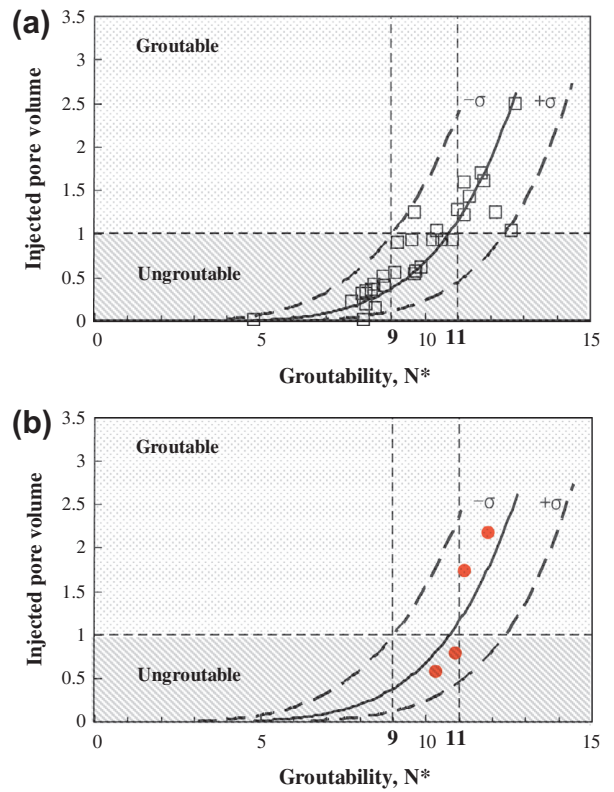 (a)
3.5
Groutable
3
2.5
−σ
+σ
2
1.5
1
0.5
Ungroutable
0
0
5
9
10
11
15
Injected pore volume
Groutability, N*
(b)
3.5
Groutable
3
2.5
−σ
+σ
2
1.5
1
0.5
Ungroutable
0
0
5
9
10
11
15
Injected pore volume
Groutability, N*